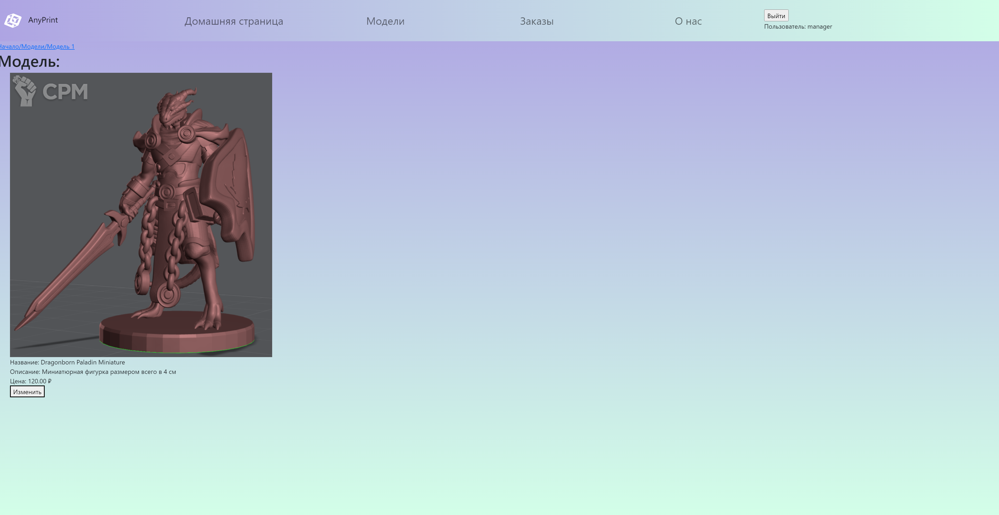 AnyPrint
Домашняя страница
Модели
Заказы
О нас
Выйти
Пользователь: manager
Начало/Модели/Модель 1
Модель:
CPM
Название: Dragonborn Paladin Miniature
Описание: Миниатюрная фигурка размером всего в 4 см
Цена: 120.00 ₽
Изменить